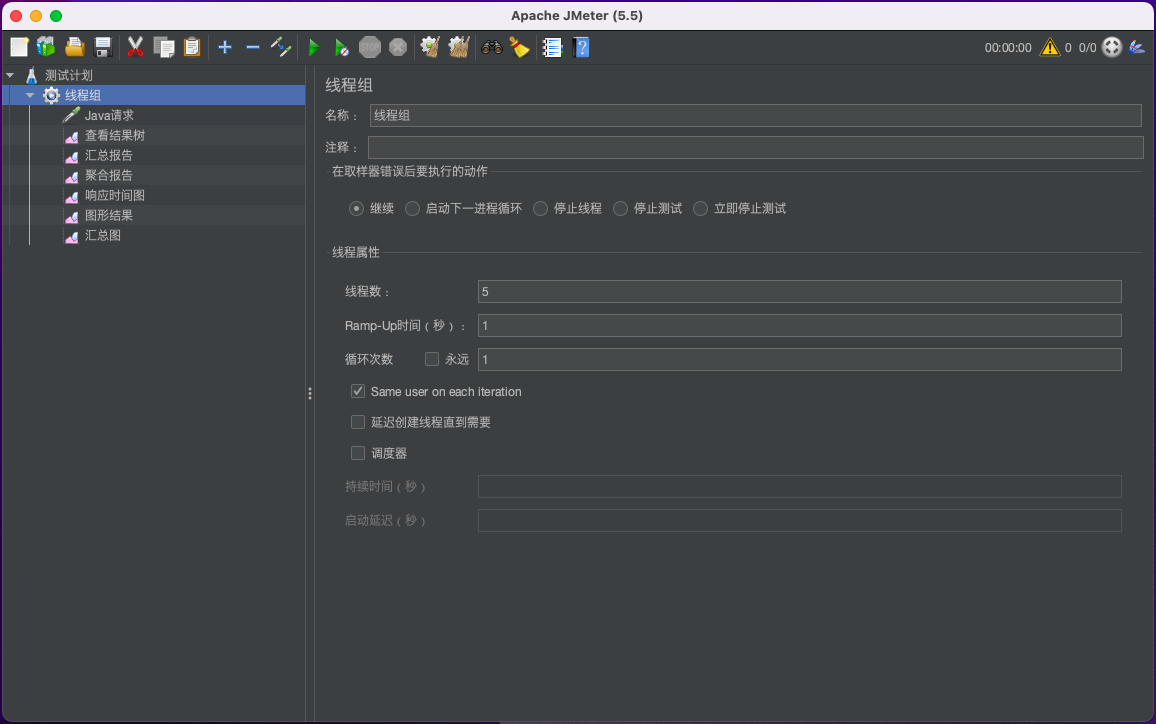 Apache JMeter (5.5)
STOP 00:00:00 0 0/0
测试计划
线程组
Java请求
查看结果树
汇总报告
聚合报告
响应时间图
图形结果
汇总图
线程组
名称： 线程组
注释：
在取样器错误后要执行的动作
继续 启动下一进程循环 停止线程 停止测试 立即停止测试
线程属性
线程数： 5
Ramp-Up时间（秒）： 1
循环次数 永远 1
Same user on each iteration
延迟创建线程直到需要
调度器
持续时间（秒）
启动延迟（秒）